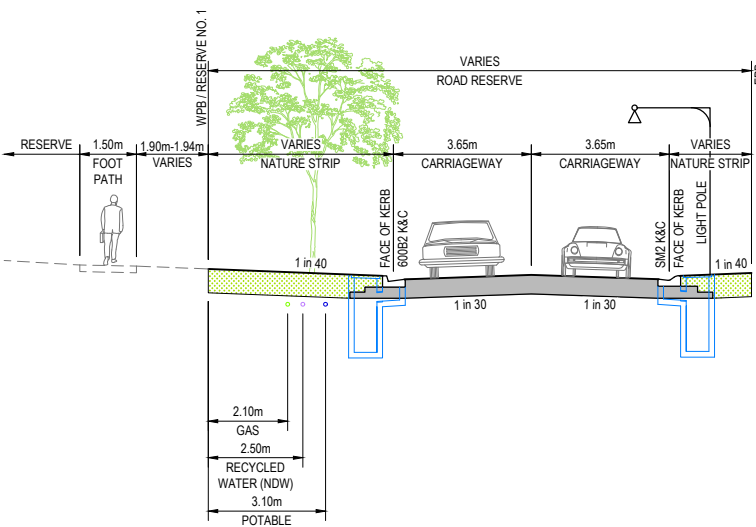 WPB / RESERVE NO. 1
VARIES
ROAD RESERVE
RESERVE
1.50m
FOOT
PATH
1.90m-1.94m
VARIES
VARIES
NATURE STRIP
3.65m
CARRIAGEWAY
3.65m
CARRIAGEWAY
VARIES
NATURE STRIP
FACE OF KERB
600B2 K&C
SM2 K&C
FACE OF KERB
LIGHT POLE
1 in 40
1 in 40
1 in 30
1 in 30
2.10m
GAS
2.50m
RECYCLED
WATER (NDW)
3.10m
POTABLE